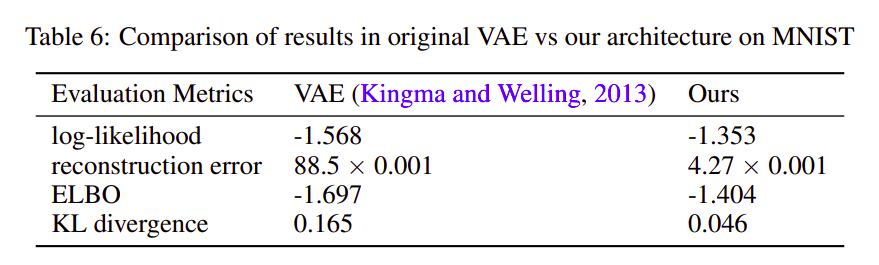 Table 6: Comparison of results in original VAE vs our architecture on MNIST
Evaluation Metrics VAE (Kingma and Welling, 2013) Ours
log-likelihood -1.568 -1.353
reconstruction error 88.5 × 0.001 4.27 × 0.001
ELBO -1.697 -1.404
KL divergence 0.165 0.046